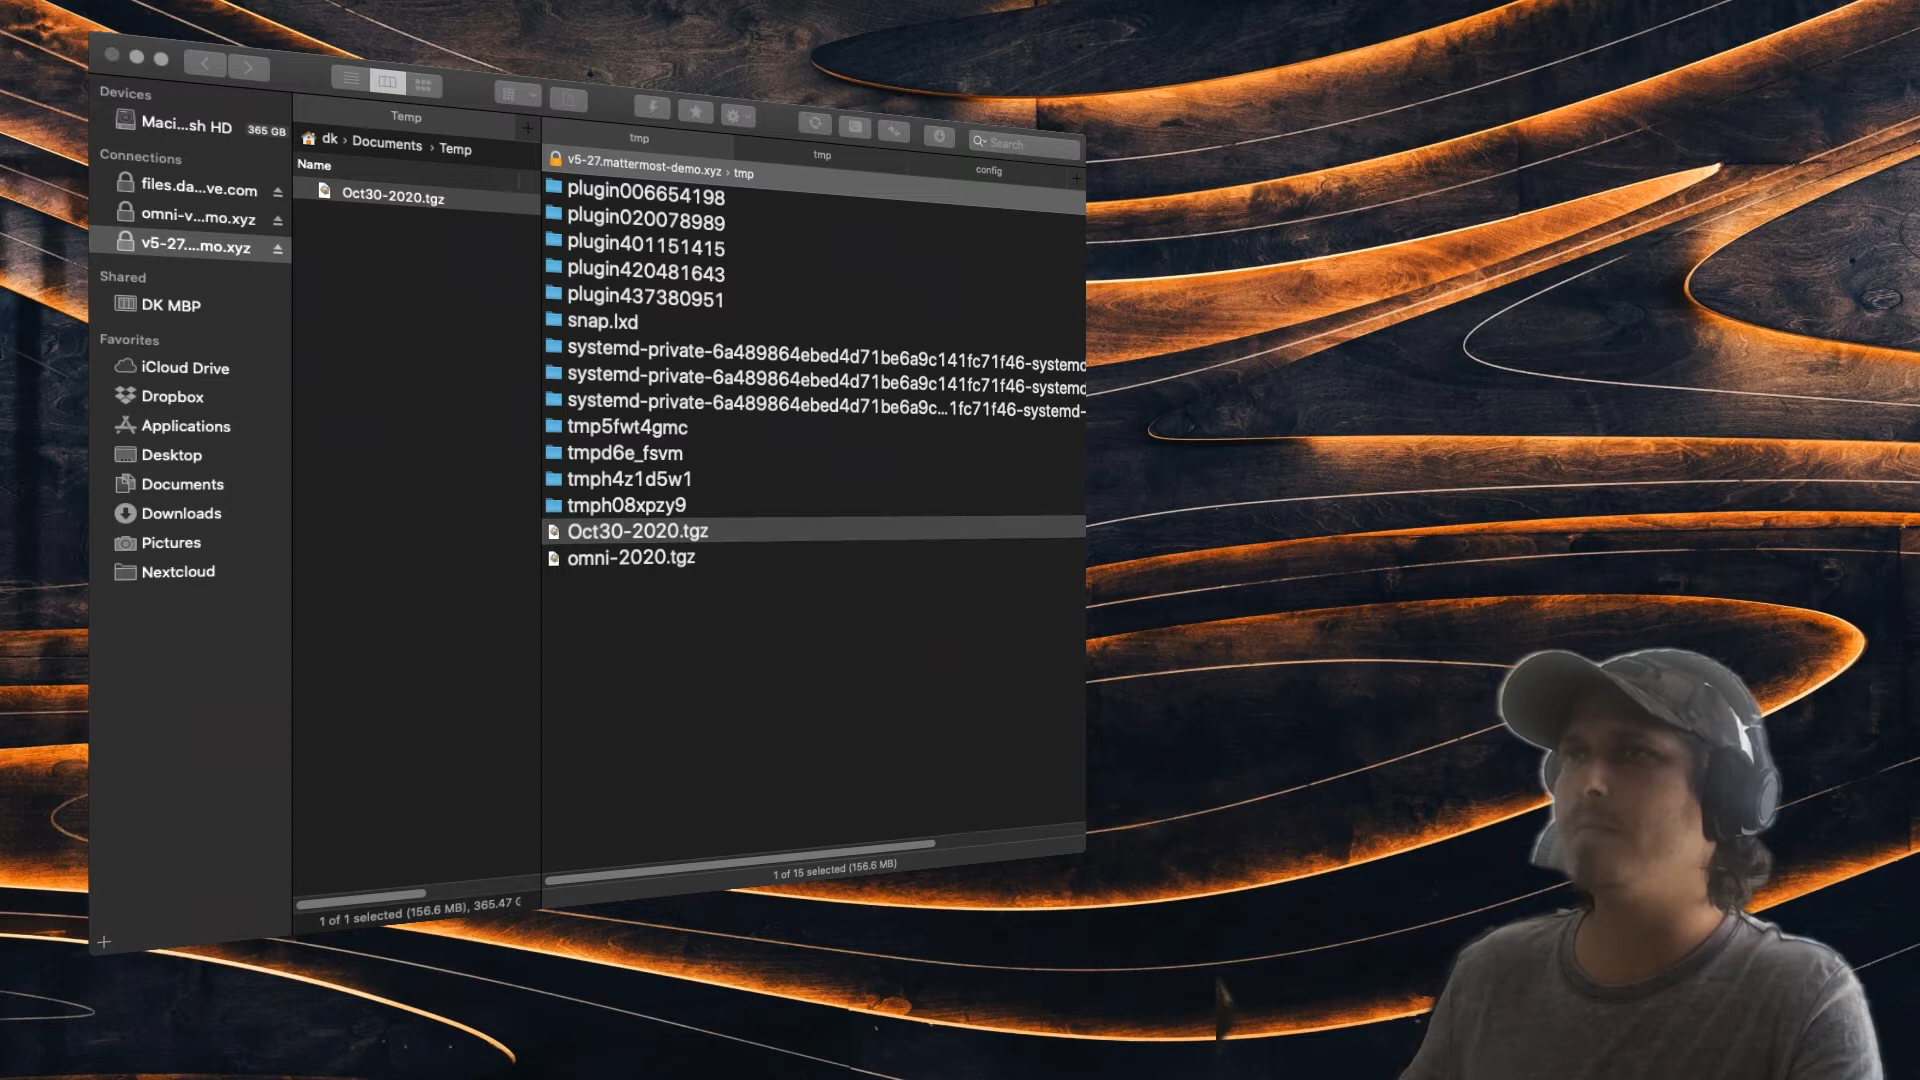 Devices
Maci...sh HD 365 GB
Connections
files.da...ve.com
omni-v...mo.xyz
v5-27....mo.xyz
Shared
DK MBP
Favorites
iCloud Drive
Dropbox
Applications
Desktop
Documents
Downloads
Pictures
Nextcloud
Temp
dk › Documents › Temp
Name
Oct30-2020.tgz
1 of 1 selected (156.6 MB), 365.47 G
tmp
tmp
config
Search
v5-27.mattermost-demo.xyz › tmp
plugin006654198
plugin020078989
plugin401151415
plugin420481643
plugin437380951
snap.lxd
systemd-private-6a489864ebed4d71be6a9c141fc71f46-systemd
systemd-private-6a489864ebed4d71be6a9c141fc71f46-systemd
systemd-private-6a489864ebed4d71be6a9c...1fc71f46-systemd-
tmp5fwt4gmc
tmpd6e_fsvm
tmph4z1d5w1
tmph08xpzy9
Oct30-2020.tgz
omni-2020.tgz
1 of 15 selected (156.6 MB)